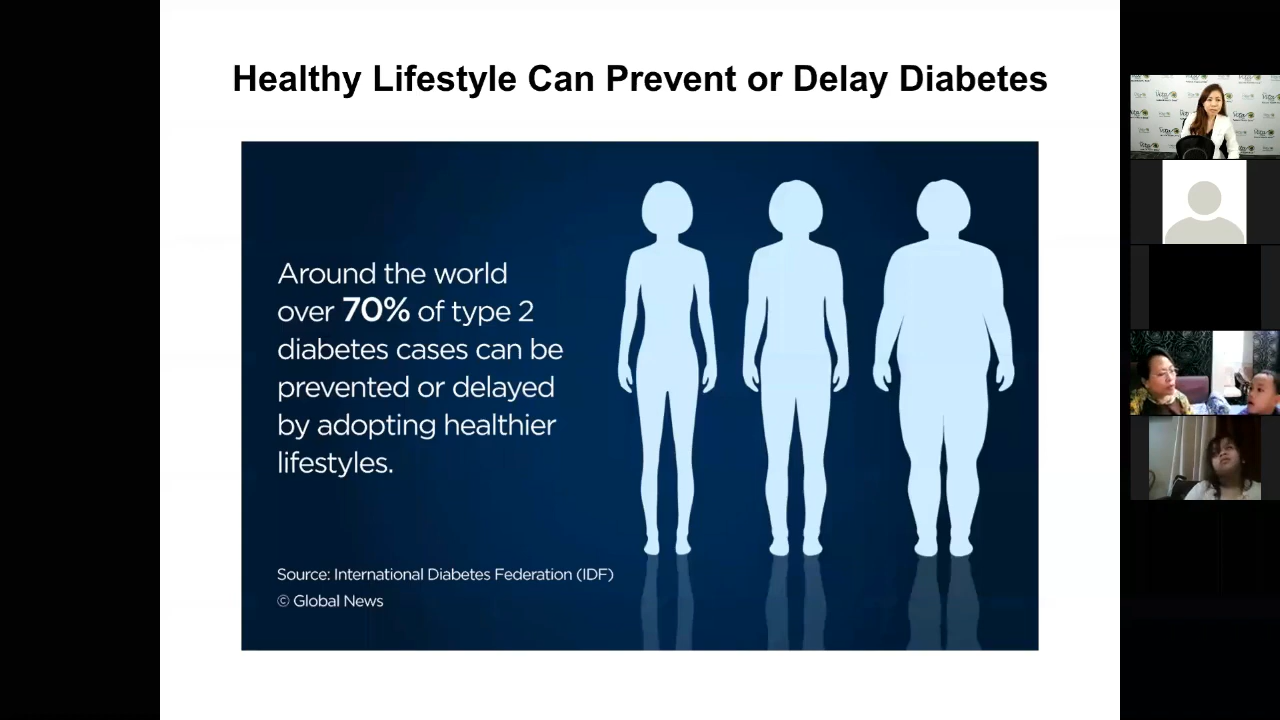 Healthy Lifestyle Can Prevent or Delay Diabetes
Around the world
over 70% of type 2
diabetes cases can be
prevented or delayed
by adopting healthier
lifestyles.
Source: International Diabetes Federation (IDF)
© Global News